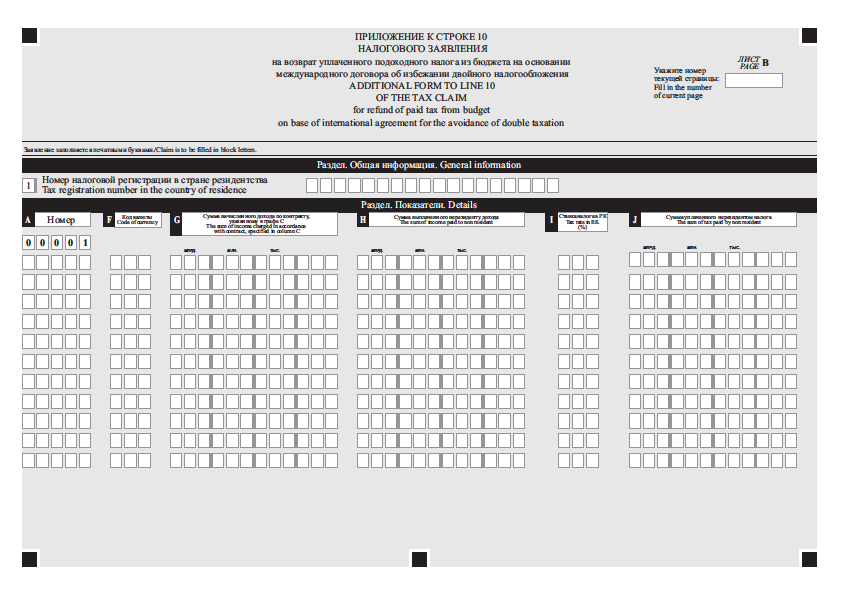 ПРИЛОЖЕНИЕ К СТРОКЕ 10
НАЛОГОВОГО ЗАЯВЛЕНИЯ
на возврат уплаченного подоходного налога из бюджета на основании
международного договора об избежании двойного налогообложения
ADDITIONAL FORM TO LINE 10
OF THE TAX CLAIM
for refund of paid tax from budget
on base of international agreement for the avoidance of double taxation
ЛИСТ
PAGE B
Укажите номер
текущей страницы:
Fill in the number
of current page
Заявление заполняется печатными буквами/Claim is to be filled in block letters.
Раздел. Общая информация. General information
1 Номер налоговой регистрации в стране резидентства
Tax registration number in the country of residence
Раздел. Показатели. Details
A Номер
F Код валюты
Code of currency
G Сумма начисленного дохода по контракту,
указанному в графе C
The sum of income charged in accordance
with contract, specified in column C
H Сумма выплаченного нерезиденту дохода
The sum of income paid to non resident
I Ставка налога в РК
Tax rate in RK
(%)
J Сумма уплаченного нерезидентом налога
The sum of tax paid by non resident
0 0 0 0 1
млрд. млн. тыс.
млрд. млн. тыс.
млрд. млн. тыс.